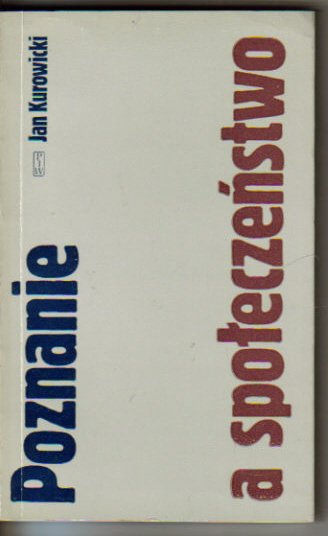 Jan Kurowicki
Poznanie
a społeczeństwo